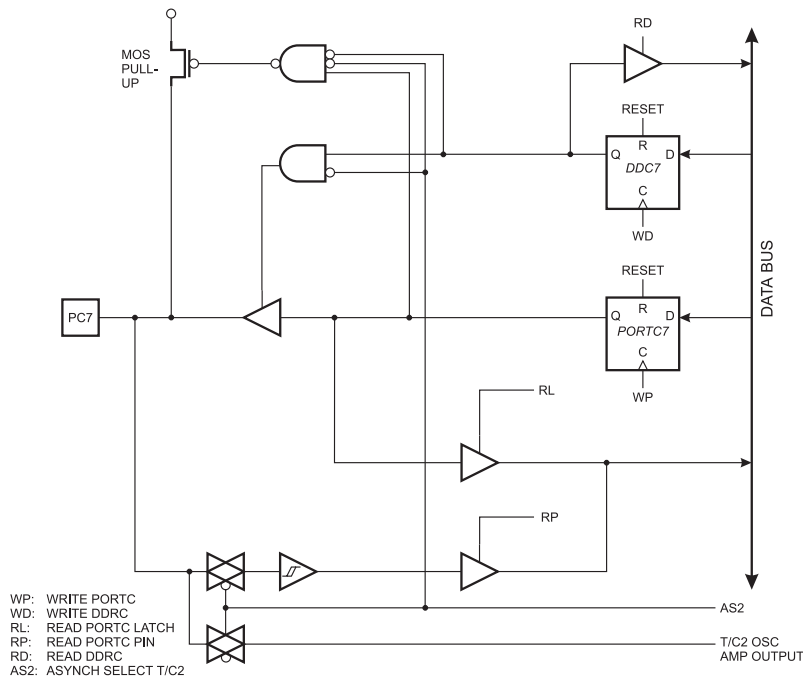 RD
MOS
PULL-
UP
RESET
R
Q
D
DDC7
C
WD
RESET
R
PC7
Q
D
PORTC7
C
WP
DATA BUS
RL
RP
WP: WRITE PORTC
WD: WRITE DDRC
RL: READ PORTC LATCH
RP: READ PORTC PIN
RD: READ DDRC
AS2: ASYNCH SELECT T/C2
AS2
T/C2 OSC
AMP OUTPUT